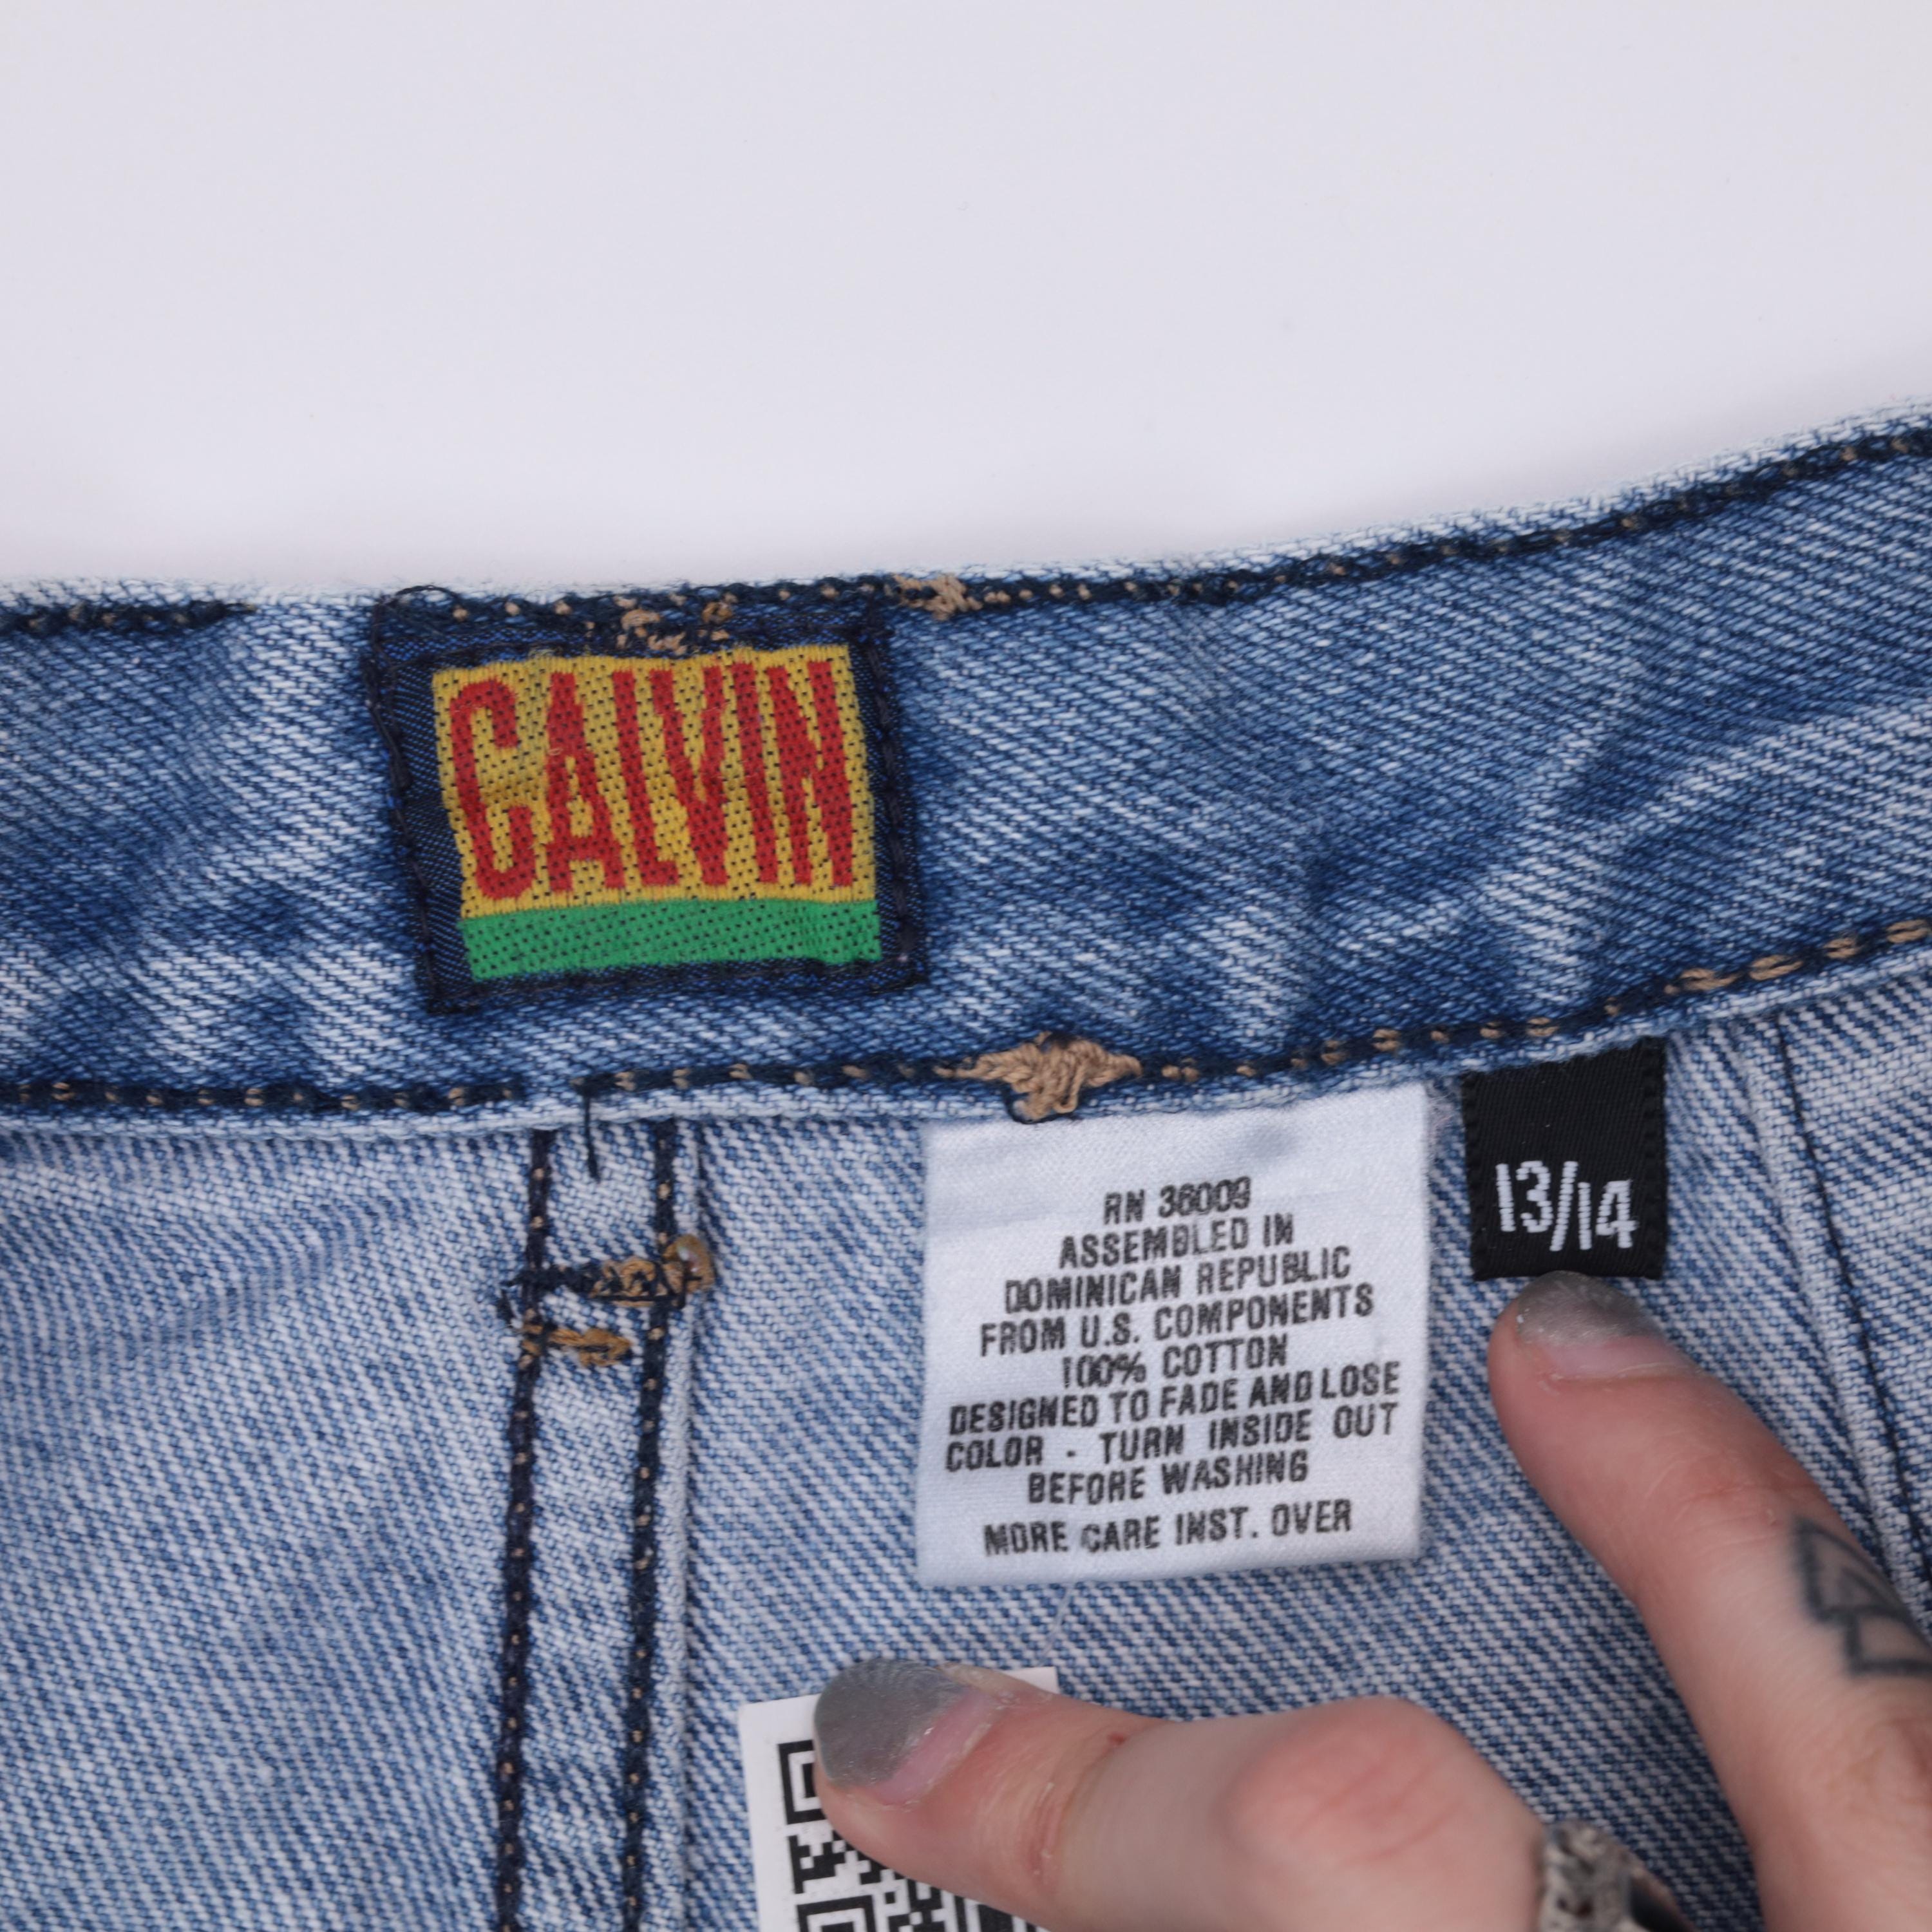 CALVIN
RN 36009
ASSEMBLED IN
DOMINICAN REPUBLIC
FROM U.S. COMPONENTS
100% COTTON
DESIGNED TO FADE AND LOSE
COLOR - TURN INSIDE OUT
BEFORE WASHING
MORE CARE INST. OVER
13/14